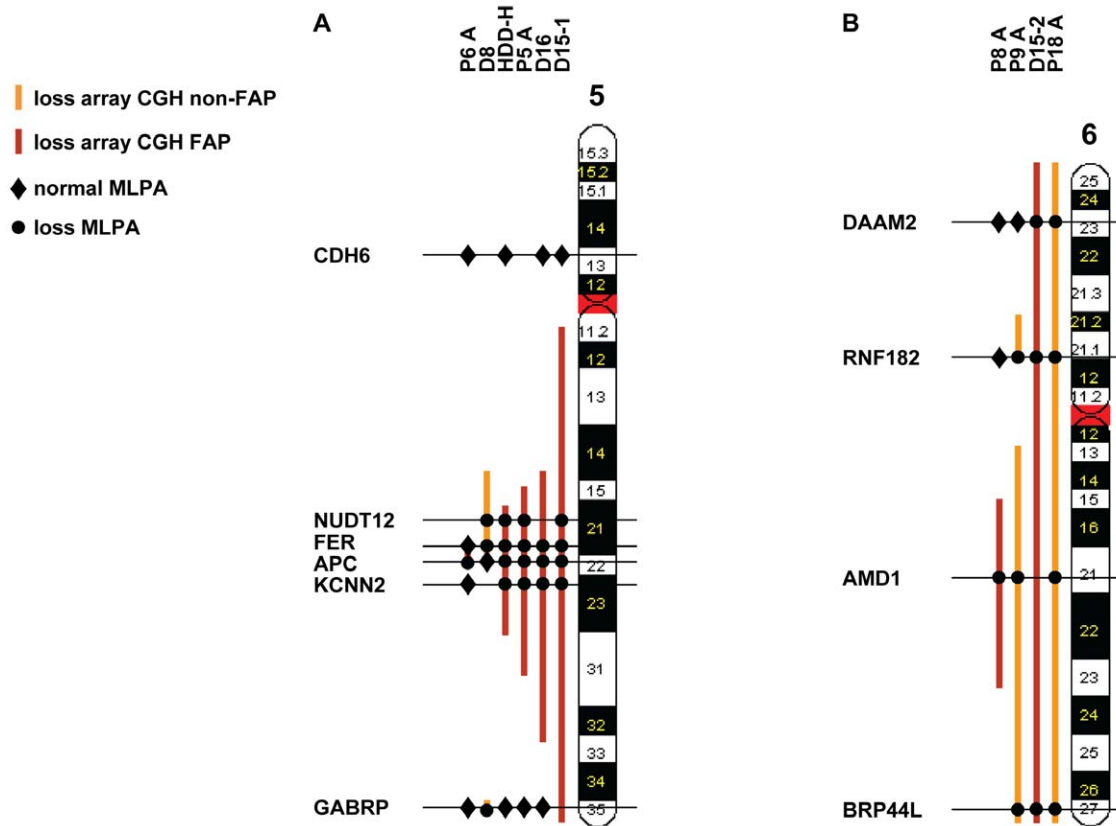 A
B
P6 A
D8
HDD-H
P5 A
D16
D15-1
P8 A
P9 A
D15-2
P18 A
loss array CGH non-FAP
loss array CGH FAP
normal MLPA
loss MLPA
5
15.3
15.2
15.1
14
13
12
11.2
12
13
14
15
21
22
23
31
32
33
34
35
CDH6
NUDT12
FER
APC
KCNN2
GABRP
6
25
24
23
22
21.3
21.2
21.1
12
11.2
12
13
14
15
16
21
22
23
24
25
26
27
DAAM2
RNF182
AMD1
BRP44L